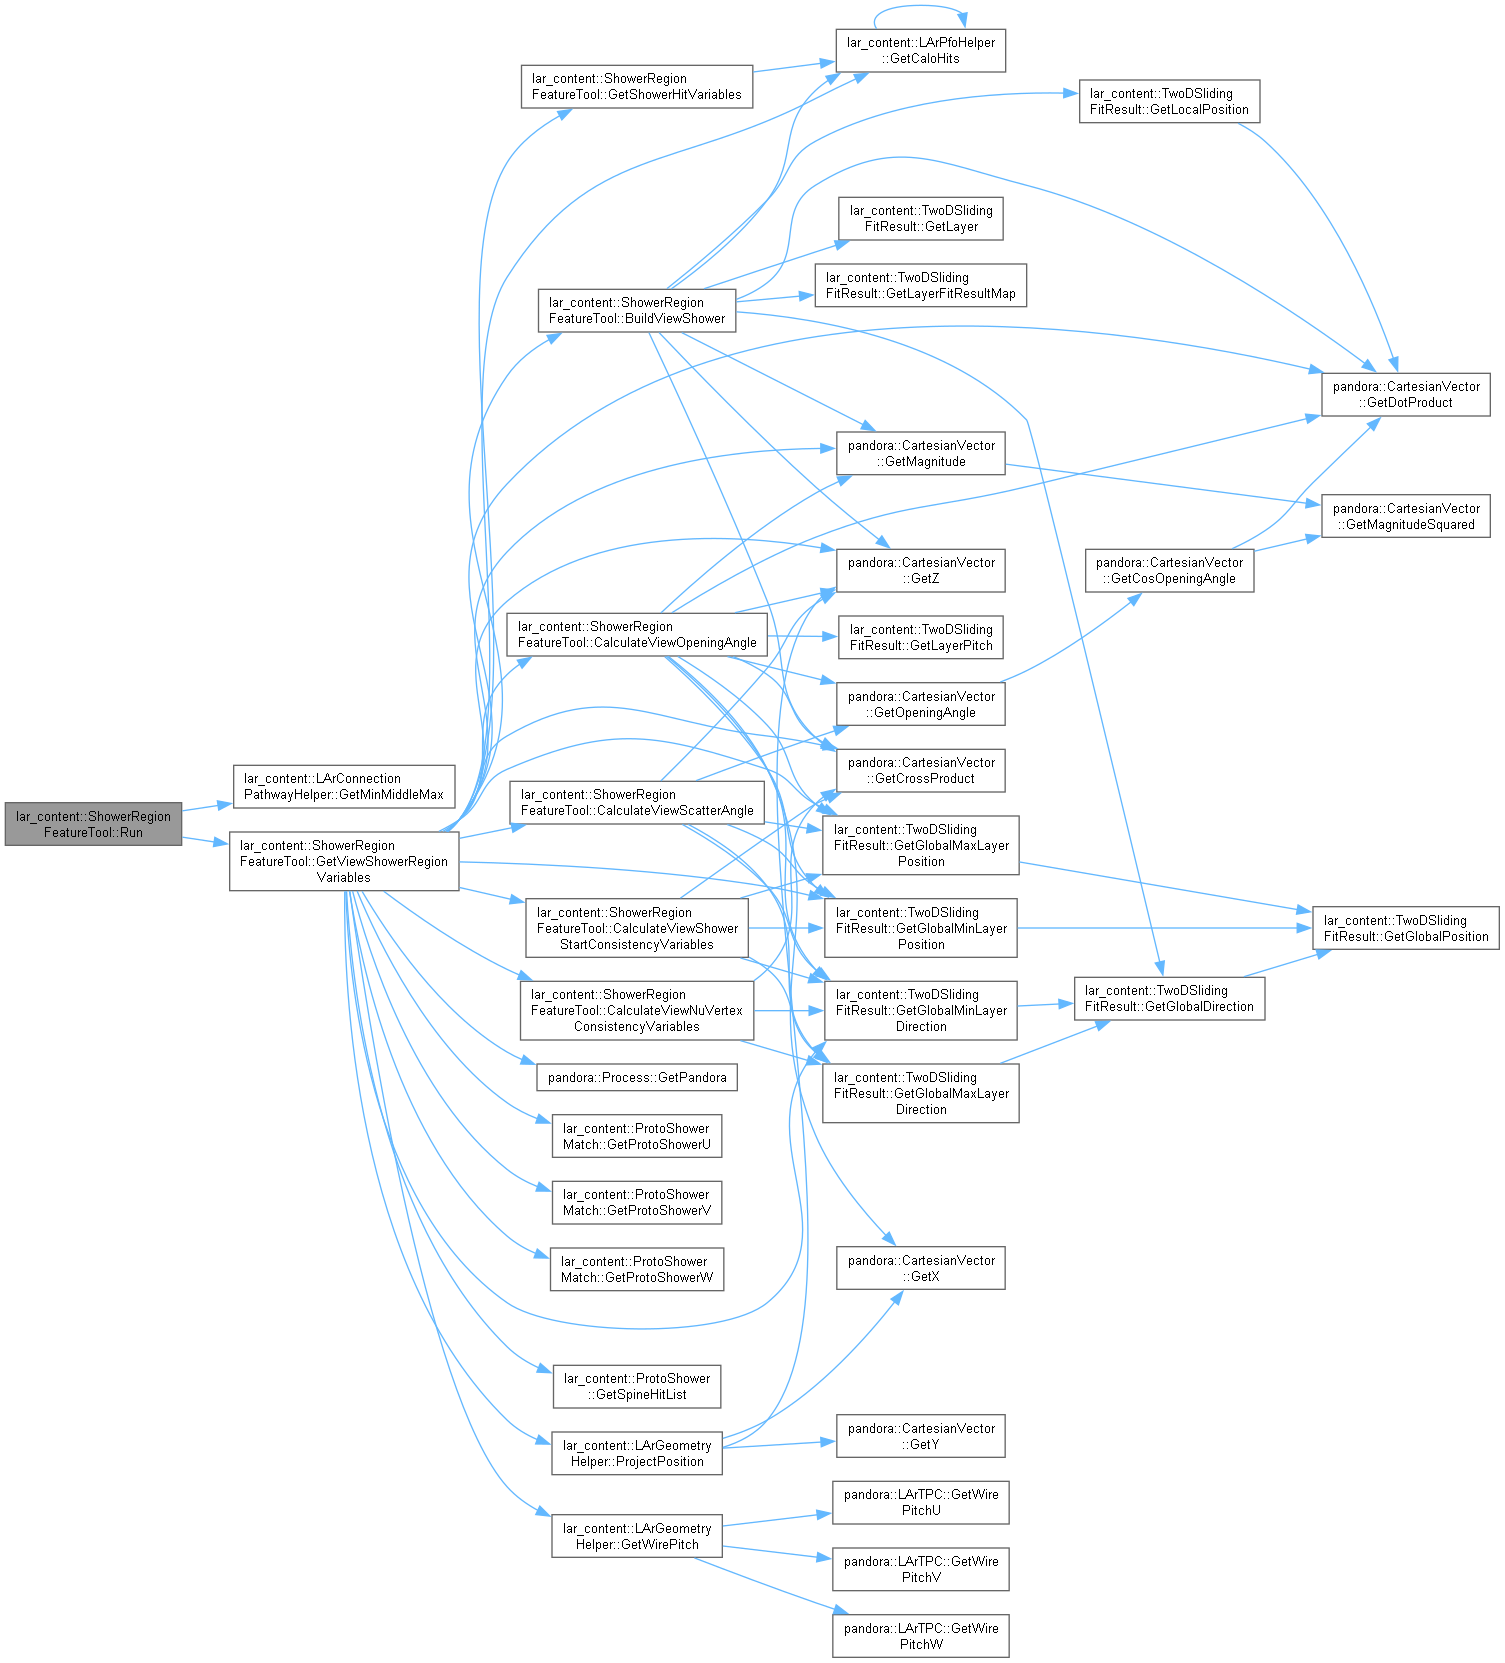 lar_content::ShowerRegion
FeatureTool::Run
lar_content::LArConnection
PathwayHelper::GetMinMiddleMax
lar_content::ShowerRegion
FeatureTool::GetViewShowerRegion
Variables
lar_content::ShowerRegion
FeatureTool::GetShowerHitVariables
lar_content::ShowerRegion
FeatureTool::BuildViewShower
lar_content::ShowerRegion
FeatureTool::CalculateViewOpeningAngle
lar_content::ShowerRegion
FeatureTool::CalculateViewScatterAngle
lar_content::ShowerRegion
FeatureTool::CalculateViewShower
StartConsistencyVariables
lar_content::ShowerRegion
FeatureTool::CalculateViewNuVertex
ConsistencyVariables
pandora::Process::GetPandora
lar_content::ProtoShower
Match::GetProtoShowerU
lar_content::ProtoShower
Match::GetProtoShowerV
lar_content::ProtoShower
Match::GetProtoShowerW
lar_content::ProtoShower
::GetSpineHitList
lar_content::LArGeometry
Helper::ProjectPosition
lar_content::LArGeometry
Helper::GetWirePitch
lar_content::LArPfoHelper
::GetCaloHits
lar_content::TwoDSliding
FitResult::GetLayer
lar_content::TwoDSliding
FitResult::GetLayerFitResultMap
pandora::CartesianVector
::GetMagnitude
pandora::CartesianVector
::GetZ
lar_content::TwoDSliding
FitResult::GetLayerPitch
pandora::CartesianVector
::GetOpeningAngle
pandora::CartesianVector
::GetCrossProduct
lar_content::TwoDSliding
FitResult::GetGlobalMaxLayer
Position
lar_content::TwoDSliding
FitResult::GetGlobalMinLayer
Position
lar_content::TwoDSliding
FitResult::GetGlobalMinLayer
Direction
lar_content::TwoDSliding
FitResult::GetGlobalMaxLayer
Direction
pandora::CartesianVector
::GetX
pandora::CartesianVector
::GetY
pandora::LArTPC::GetWire
PitchU
pandora::LArTPC::GetWire
PitchV
pandora::LArTPC::GetWire
PitchW
lar_content::TwoDSliding
FitResult::GetLocalPosition
pandora::CartesianVector
::GetCosOpeningAngle
lar_content::TwoDSliding
FitResult::GetGlobalDirection
pandora::CartesianVector
::GetDotProduct
pandora::CartesianVector
::GetMagnitudeSquared
lar_content::TwoDSliding
FitResult::GetGlobalPosition